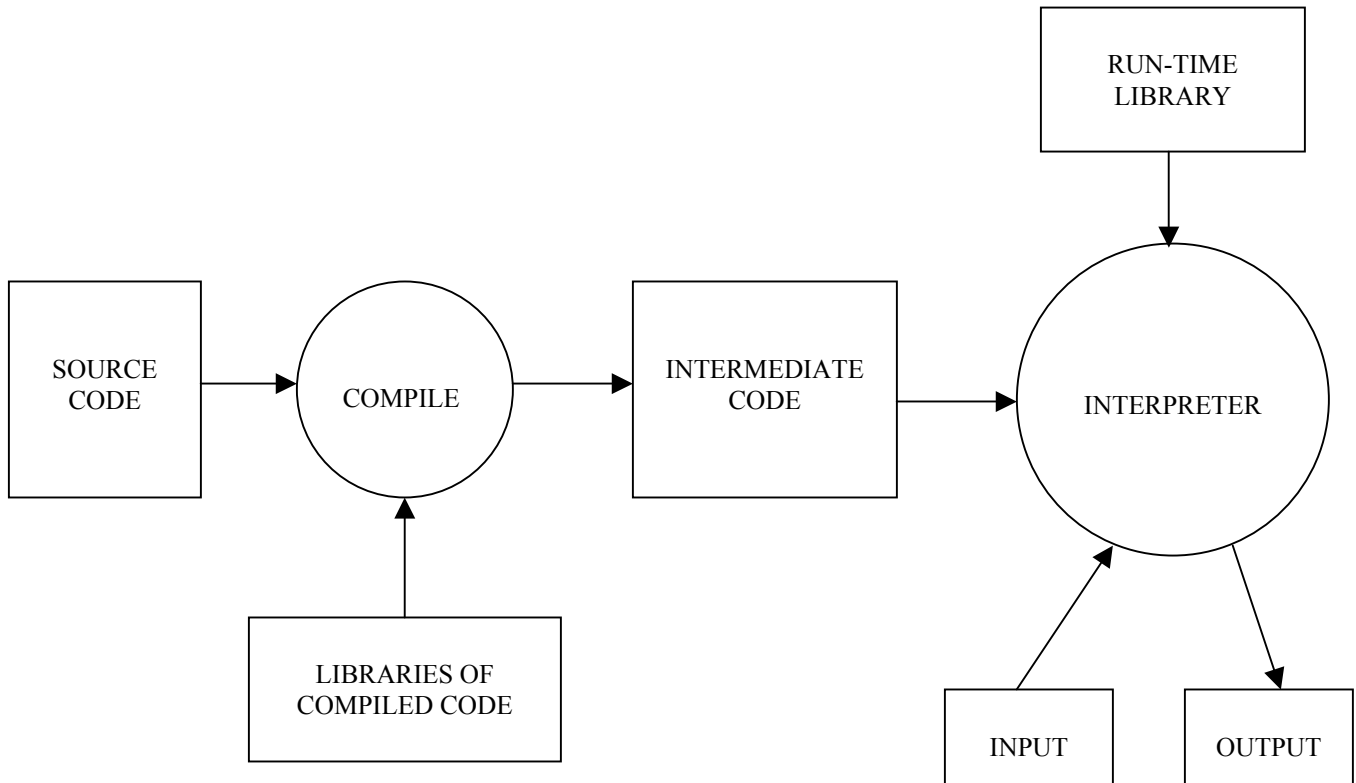 RUN-TIME
LIBRARY
SOURCE
CODE
COMPILE
INTERMEDIATE
CODE
INTERPRETER
LIBRARIES OF
COMPILED CODE
INPUT
OUTPUT